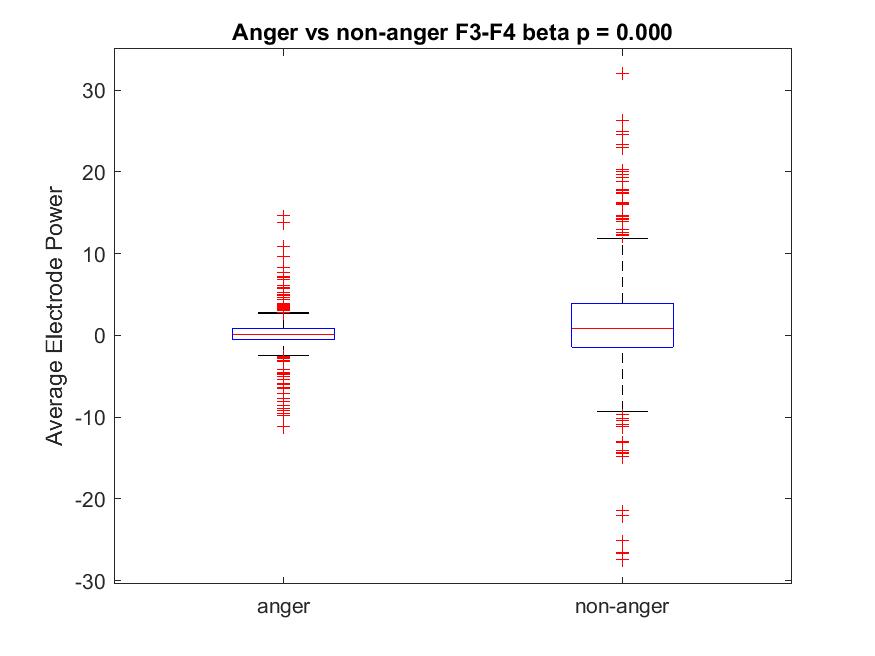 Anger vs non-anger F3-F4 beta p = 0.000
Average Electrode Power
30
20
10
0
-10
-20
-30
anger
non-anger